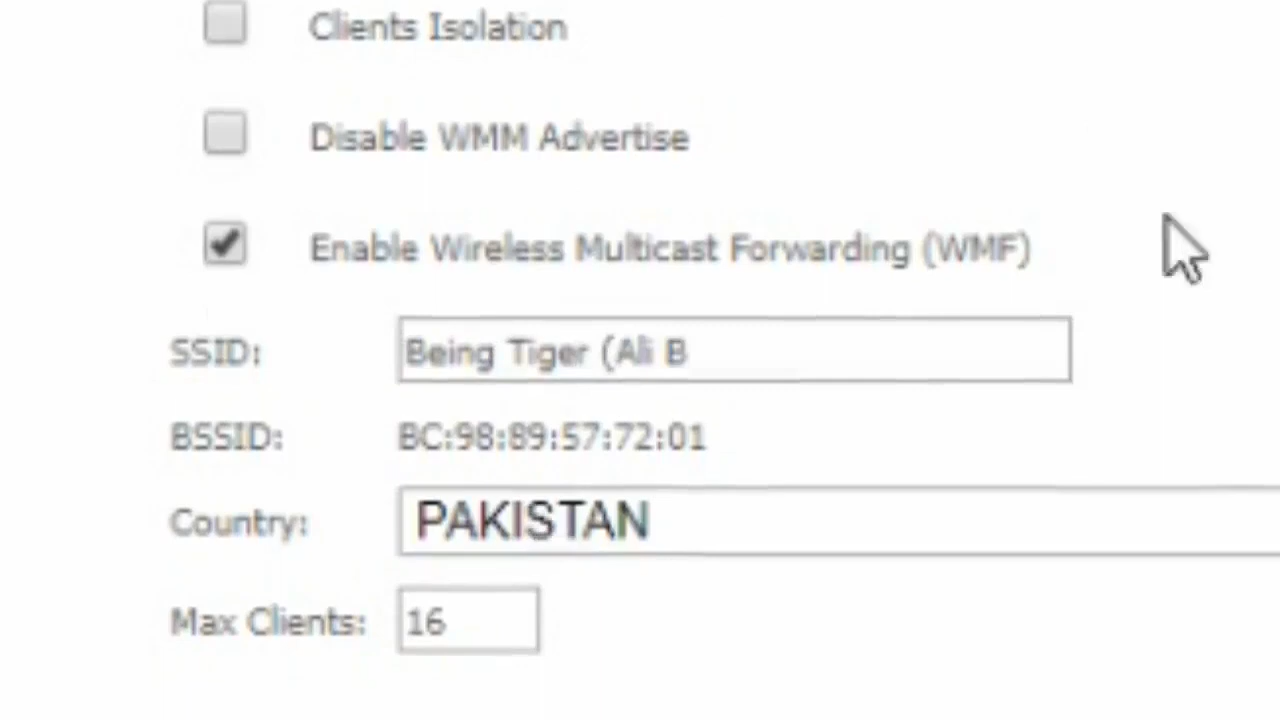 Clients Isolation
Disable WMM Advertise
Enable Wireless Multicast Forwarding (WMF)
SSID: Being Tiger (Ali B
BSSID: BC:98:89:57:72:01
Country: PAKISTAN
Max Clients: 16